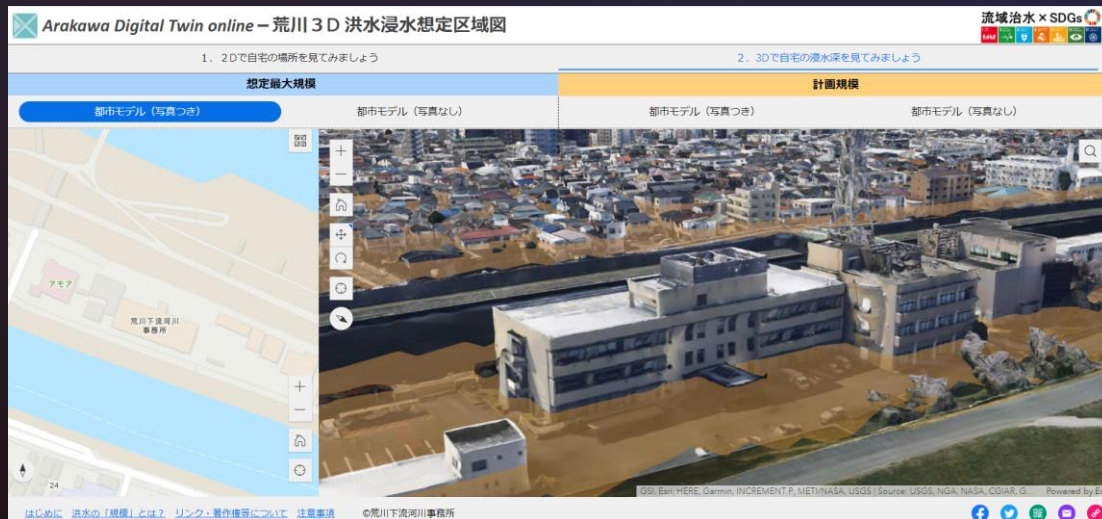 Arakawa Digital Twin online – 荒川3D 洪水浸水想定区域図
流域治水×SDGs
1．2Dで自宅の場所を見てみましょう
2．3Dで自宅の浸水深を見てみましょう
想定最大規模
計画規模
都市モデル（写真つき）
都市モデル（写真なし）
都市モデル（写真つき）
都市モデル（写真なし）
アモア
荒川下流河川
事務所
24
GSI, Esri, HERE, Garmin, INCREMENT P, METI/NASA, USGS | Source: USGS, NGA, NASA, CGIAR, G... Powered by Es
はじめに 洪水の「規模」とは？ リンク・著作権等について 注意事項 ©荒川下流河川事務所